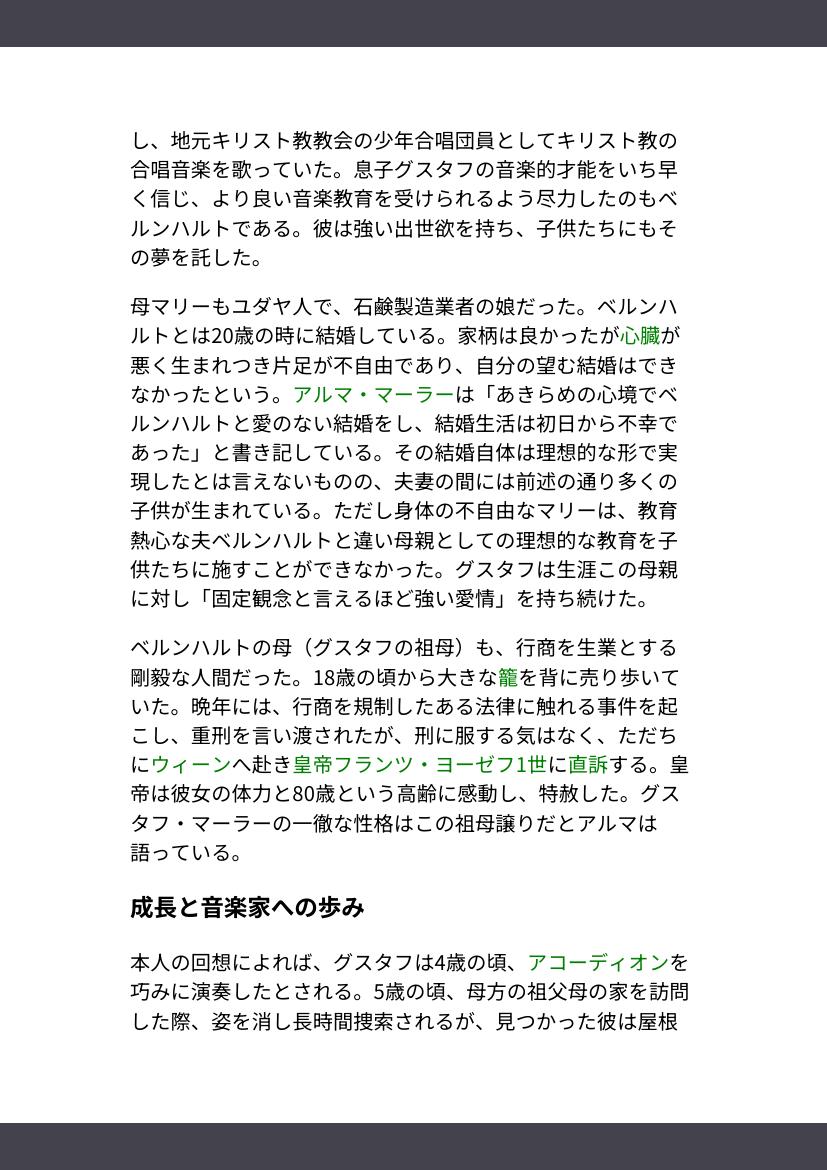 し、地元キリスト教教会の少年合唱団員としてキリスト教の
合唱音楽を歌っていた。息子グスタフの音楽的才能をいち早
く信じ、より良い音楽教育を受けられるよう尽力したのもベ
ルンハルトである。彼は強い出世欲を持ち、子供たちにもそ
の夢を託した。
母マリーもユダヤ人で、石鹸製造業者の娘だった。ベルンハ
ルトとは20歳の時に結婚している。家柄は良かったが心臓が
悪く生まれつき片足が不自由であり、自分の望む結婚はでき
なかったという。アルマ・マーラーは「あきらめの心境でベ
ルンハルトと愛のない結婚をし、結婚生活は初日から不幸で
あった」と書き記している。その結婚自体は理想的な形で実
現したとは言えないものの、夫妻の間には前述の通り多くの
子供が生まれている。ただし身体の不自由なマリーは、教育
熱心な夫ベルンハルトと違い母親としての理想的な教育を子
供たちに施すことができなかった。グスタフは生涯この母親
に対し「固定観念と言えるほど強い愛情」を持ち続けた。
ベルンハルトの母（グスタフの祖母）も、行商を生業とする
剛毅な人間だった。18歳の頃から大きな籠を背に売り歩いて
いた。晩年には、行商を規制したある法律に触れる事件を起
こし、重刑を言い渡されたが、刑に服する気はなく、ただち
にウィーンへ赴き皇帝フランツ・ヨーゼフ1世に直訴する。皇
帝は彼女の体力と80歳という高齢に感動し、特赦した。グス
タフ・マーラーの一徹な性格はこの祖母譲りだとアルマは
語っている。
成長と音楽家への歩み
本人の回想によれば、グスタフは4歳の頃、アコーディオンを
巧みに演奏したとされる。5歳の頃、母方の祖父母の家を訪問
した際、姿を消し長時間捜索されるが、見つかった彼は屋根